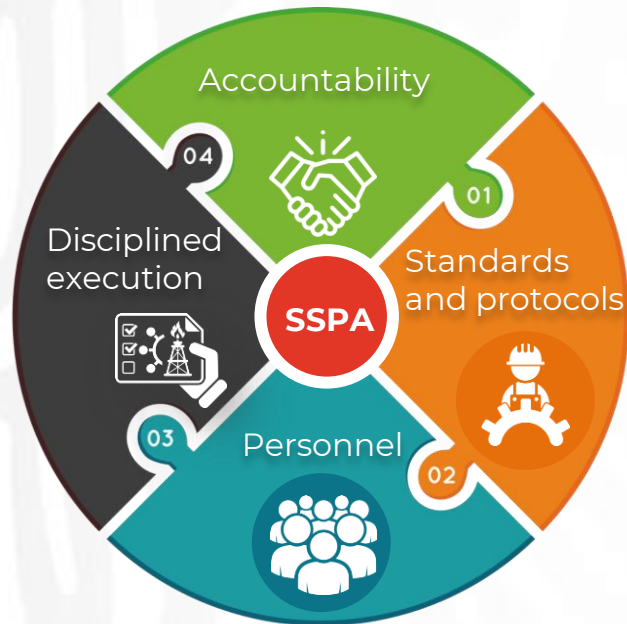 Accountability
04
01
Disciplined
execution
Standards
and protocols
SSPA
03
Personnel
02